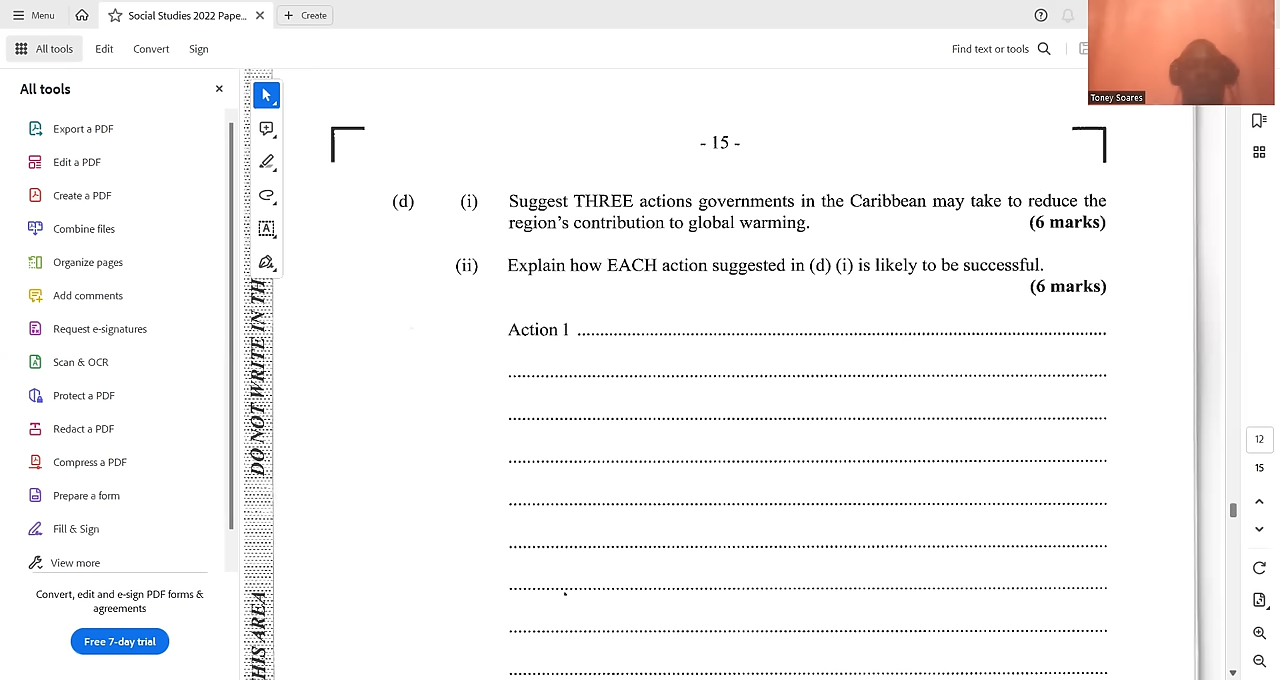 Menu
Social Studies 2022 Pape...
Create
All tools
Edit
Convert
Sign
Find text or tools
Toney Soares
All tools
Export a PDF
Edit a PDF
Create a PDF
Combine files
Organize pages
Add comments
Request e-signatures
Scan & OCR
Protect a PDF
Redact a PDF
Compress a PDF
Prepare a form
Fill & Sign
View more
Convert, edit and e-sign PDF forms &
agreements
Free 7-day trial
DO NOT WRITE IN TH
HIS AREA
- 15 -
(d) (i) Suggest THREE actions governments in the Caribbean may take to reduce the
region's contribution to global warming. (6 marks)
(ii) Explain how EACH action suggested in (d) (i) is likely to be successful.
(6 marks)
Action 1
12
15